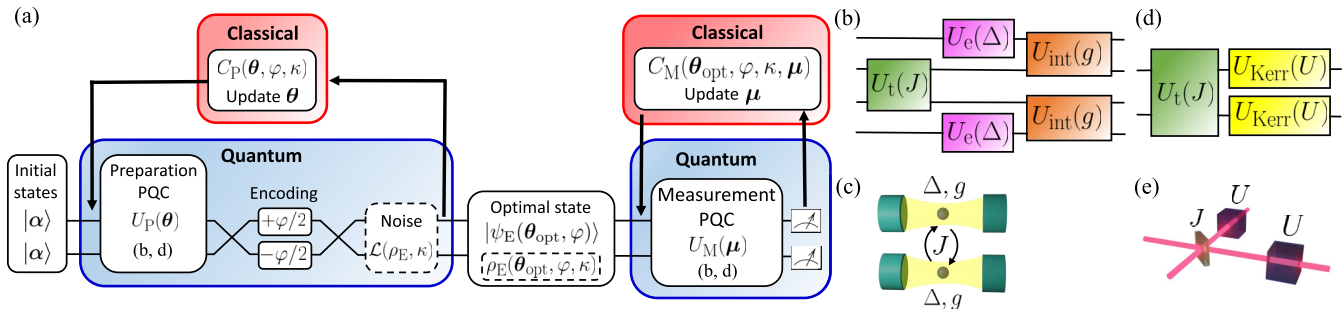 (a)
Classical
C_P(θ, φ, κ)
Update θ
Quantum
Initial
states
|α⟩
|α⟩
Preparation
PQC
U_P(θ)
(b, d)
Encoding
+φ/2
−φ/2
Noise
𝓛(ρ_E, κ)
Optimal state
|ψ_E(θ_opt, φ)⟩
ρ_E(θ_opt, φ, κ)
Classical
C_M(θ_opt, φ, κ, μ)
Update μ
Quantum
Measurement
PQC
U_M(μ)
(b, d)
(b)
U_t(J)
U_e(Δ)
U_int(g)
U_int(g)
U_e(Δ)
(c)
Δ, g
J
Δ, g
(d)
U_t(J)
U_Kerr(U)
U_Kerr(U)
(e)
J
U
U